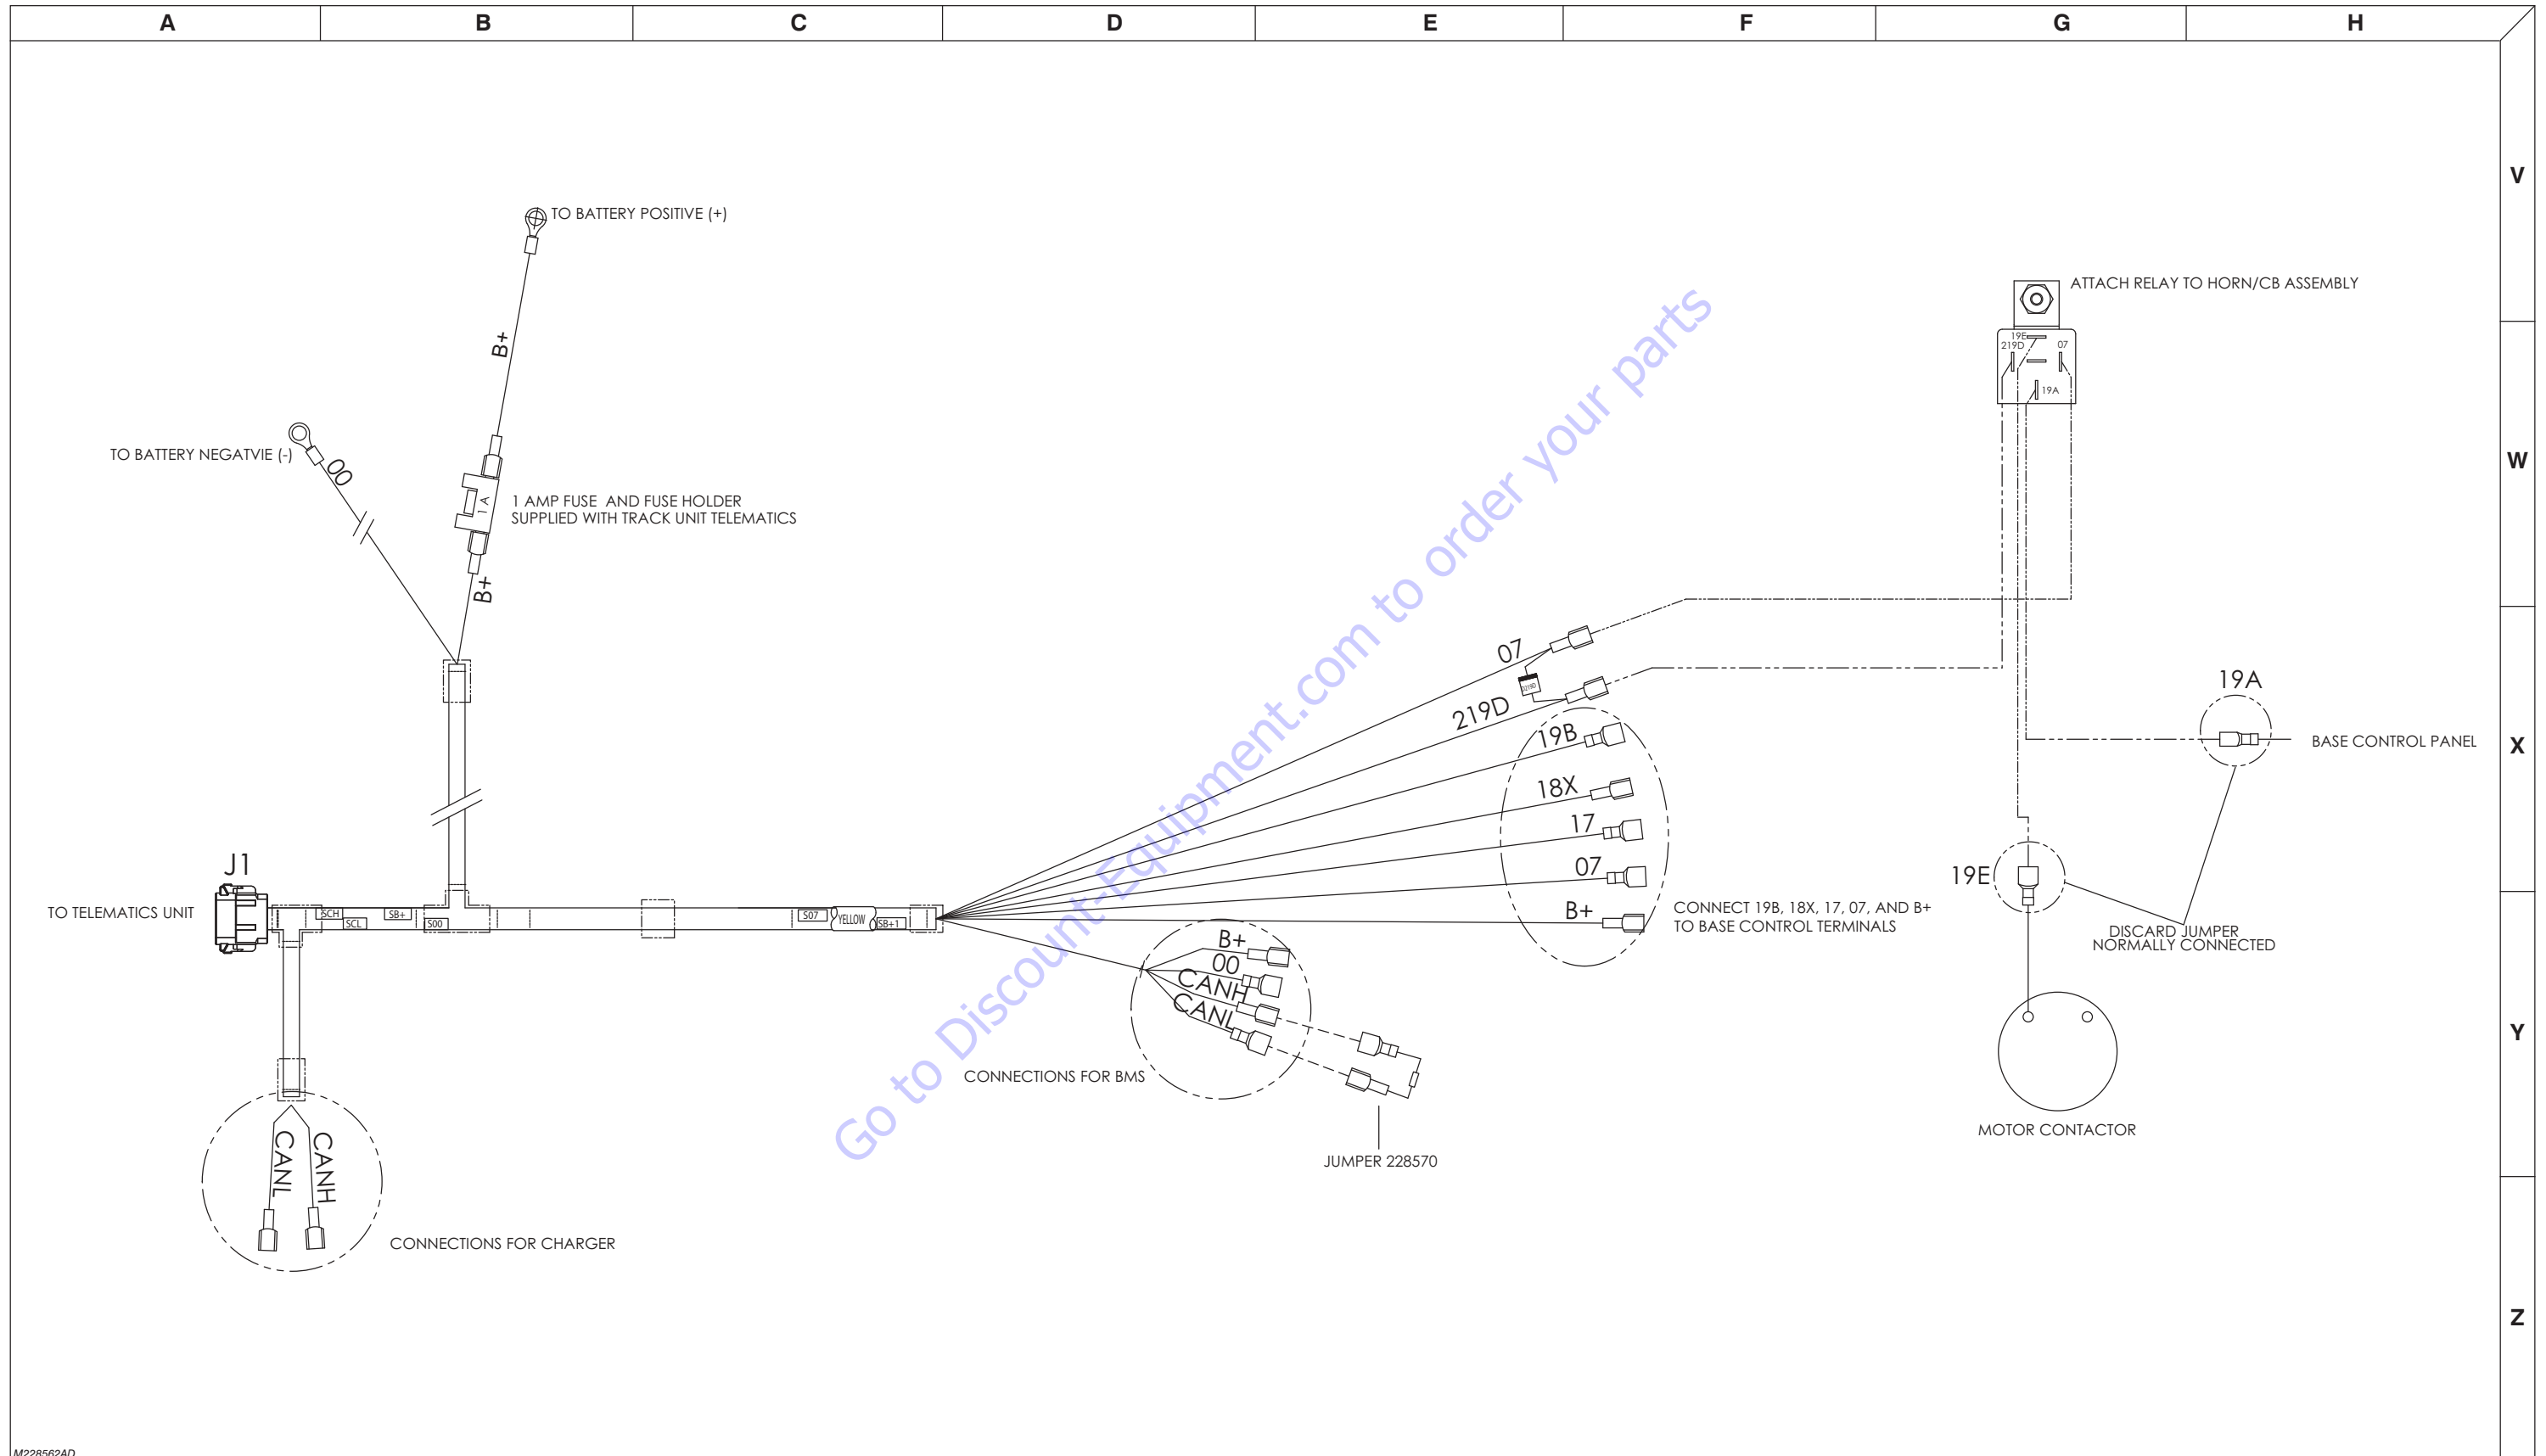 A B C D E F G H
V
TO BATTERY POSITIVE (+)
ATTACH RELAY TO HORN/CB ASSEMBLY
B+
19E
219D 07
19A
TO BATTERY NEGATVIE (-)
00
W
1 A
1 AMP FUSE  AND FUSE HOLDER
SUPPLIED WITH TRACK UNIT TELEMATICS
B+
07
D219D
219D
19A
19B
BASE CONTROL PANEL
X
18X
17
J1
07
19E
TO TELEMATICS UNIT
SCH
SCL
SB+
S00
S07
YELLOW
SB+1
B+
CONNECT 19B, 18X, 17, 07, AND B+
TO BASE CONTROL TERMINALS
DISCARD JUMPER
NORMALLY CONNECTED
B+
00
CANH
CANL
Y
CONNECTIONS FOR BMS
MOTOR CONTACTOR
JUMPER 228570
CANL
CANH
CONNECTIONS FOR CHARGER
Z
M228562AD
Go to Discount-Equipment.com to order your parts